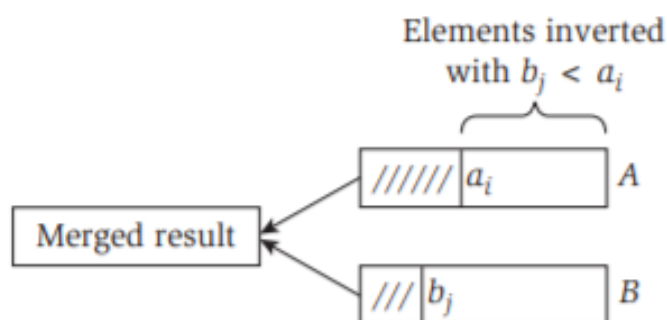 Elements inverted
with b_j < a_i
////// a_i A
Merged result
/// b_j B